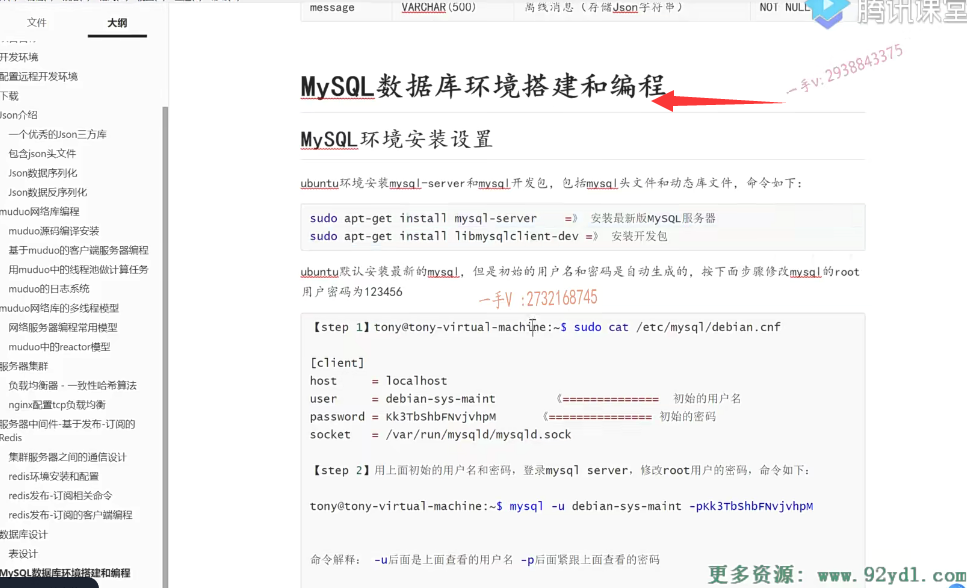 message VARCHAR(500) 离线消息（存储Json字符串） NOT NULL
腾讯课堂
文件 大纲
开发环境
配置远程开发环境
下载
Json介绍
一个优秀的Json三方库
包含json头文件
Json数据序列化
Json数据反序列化
muduo网络库编程
muduo源码编译安装
基于muduo的客户端服务器编程
用muduo中的线程池做计算任务
muduo的日志系统
muduo网络库的多线程模型
网络服务器编程常用模型
muduo中的reactor模型
服务器集群
负载均衡器 - 一致性哈希算法
nginx配置tcp负载均衡
服务器中间件-基于发布-订阅的
Redis
集群服务器之间的通信设计
redis环境安装和配置
redis发布-订阅相关命令
redis发布-订阅的客户端编程
数据库设计
表设计
MySQL数据库环境搭建和编程
MySQL数据库环境搭建和编程
一手v: 2938843375
MySQL环境安装设置
ubuntu环境安装mysql-server和mysql开发包，包括mysql头文件和动态库文件，命令如下：
sudo apt-get install mysql-server =》 安装最新版MySQL服务器
sudo apt-get install libmysqlclient-dev =》 安装开发包
ubuntu默认安装最新的mysql，但是初始的用户名和密码是自动生成的，按下面步骤修改mysql的root
用户密码为123456
一手V :2732168745
【step 1】tony@tony-virtual-machine:~$ sudo cat /etc/mysql/debian.cnf
[client]
host = localhost
user = debian-sys-maint 《============== 初始的用户名
password = Kk3TbShbFNvjvhpM 《=============== 初始的密码
socket = /var/run/mysqld/mysqld.sock
【step 2】用上面初始的用户名和密码，登录mysql server，修改root用户的密码，命令如下：
tony@tony-virtual-machine:~$ mysql -u debian-sys-maint -pKk3TbShbFNvjvhpM
命令解释： -u后面是上面查看的用户名 -p后面紧跟上面查看的密码
更多资源：www.92yd1.com